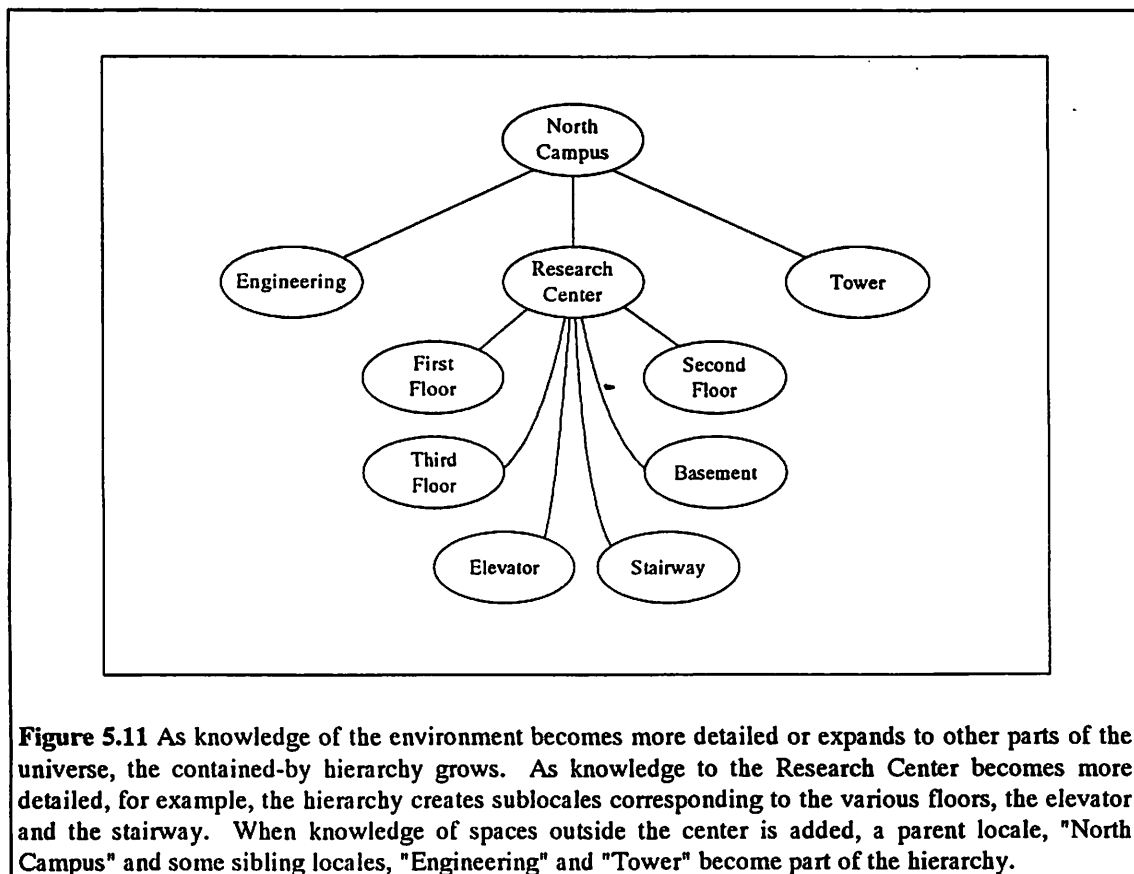 North
Campus
Engineering
Research
Center
Tower
First
Floor
Second
Floor
Third
Floor
Basement
Elevator
Stairway
Figure 5.11 As knowledge of the environment becomes more detailed or expands to other parts of the
universe, the contained-by hierarchy grows. As knowledge to the Research Center becomes more
detailed, for example, the hierarchy creates sublocales corresponding to the various floors, the elevator
and the stairway. When knowledge of spaces outside the center is added, a parent locale, "North
Campus" and some sibling locales, "Engineering" and "Tower" become part of the hierarchy.